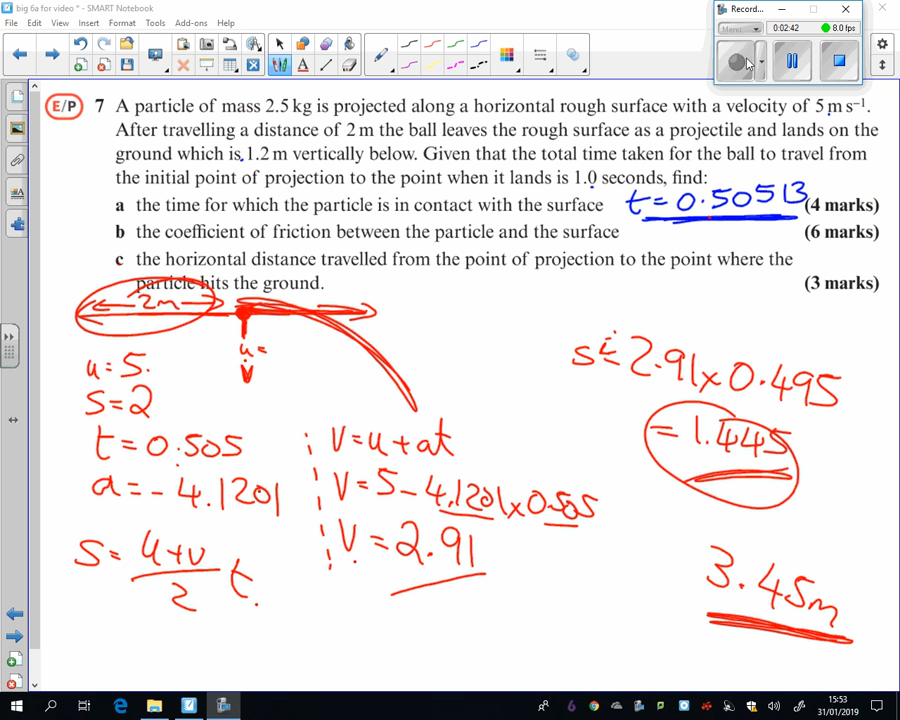 big 6a for video * - SMART Notebook
File Edit View Insert Format Tools Add-ons Help
Record...
Menu
0:02:42
8.0 fps
E/P 7 A particle of mass 2.5 kg is projected along a horizontal rough surface with a velocity of 5 m s⁻¹.
After travelling a distance of 2 m the ball leaves the rough surface as a projectile and lands on the
ground which is 1.2 m vertically below. Given that the total time taken for the ball to travel from
the initial point of projection to the point when it lands is 1.0 seconds, find:
a the time for which the particle is in contact with the surface t = 0.50513 (4 marks)
b the coefficient of friction between the particle and the surface (6 marks)
c the horizontal distance travelled from the point of projection to the point where the
particle hits the ground. (3 marks)
2m
u =
u = 5.
s = 2
t = 0.505
a = - 4.1201
s = u+v/2 t.
V = u + at
V = 5 - 4.1201 x 0.505
V = 2.91
s = 2.91 x 0.495
= 1.445
3.45m
15:53
31/01/2019